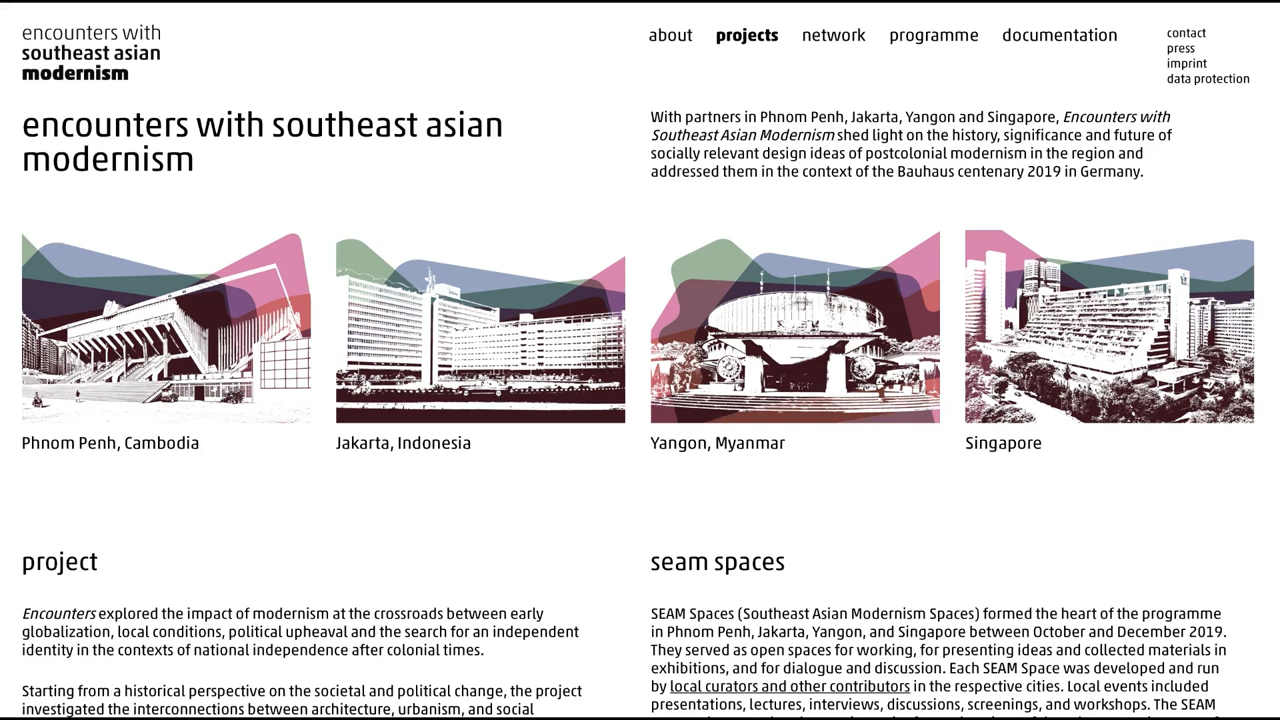 encounters with
southeast asian
modernism
about projects network programme documentation
contact
press
imprint
data protection
encounters with southeast asian
modernism
With partners in Phnom Penh, Jakarta, Yangon and Singapore, Encounters with
Southeast Asian Modernism shed light on the history, significance and future of
socially relevant design ideas of postcolonial modernism in the region and
addressed them in the context of the Bauhaus centenary 2019 in Germany.
Phnom Penh, Cambodia
Jakarta, Indonesia
Yangon, Myanmar
Singapore
project
Encounters explored the impact of modernism at the crossroads between early
globalization, local conditions, political upheaval and the search for an independent
identity in the contexts of national independence after colonial times.
Starting from a historical perspective on the societal and political change, the project
investigated the interconnections between architecture, urbanism, and social
seam spaces
SEAM Spaces (Southeast Asian Modernism Spaces) formed the heart of the programme
in Phnom Penh, Jakarta, Yangon, and Singapore between October and December 2019.
They served as open spaces for working, for presenting ideas and collected materials in
exhibitions, and for dialogue and discussion. Each SEAM Space was developed and run
by local curators and other contributors in the respective cities. Local events included
presentations, lectures, interviews, discussions, screenings, and workshops. The SEAM